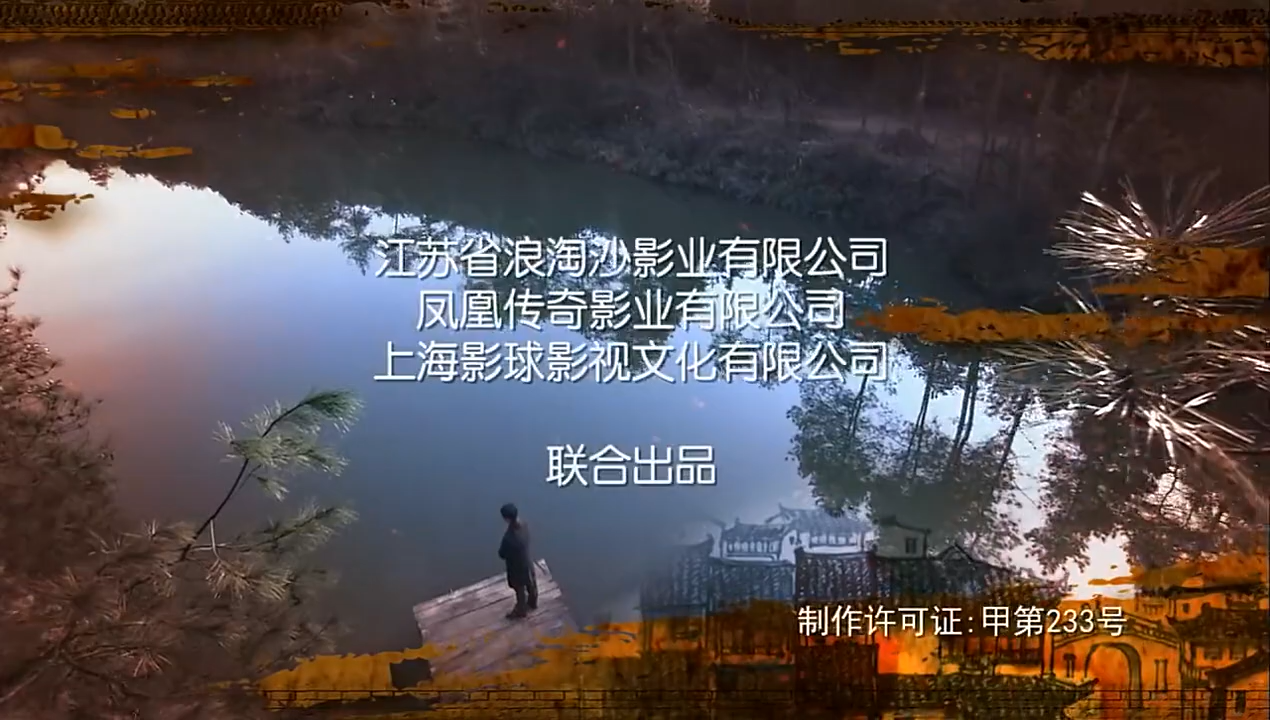 江苏省浪淘沙影业有限公司
凤凰传奇影业有限公司
上海影球影视文化有限公司
联合出品
制作许可证:甲第233号